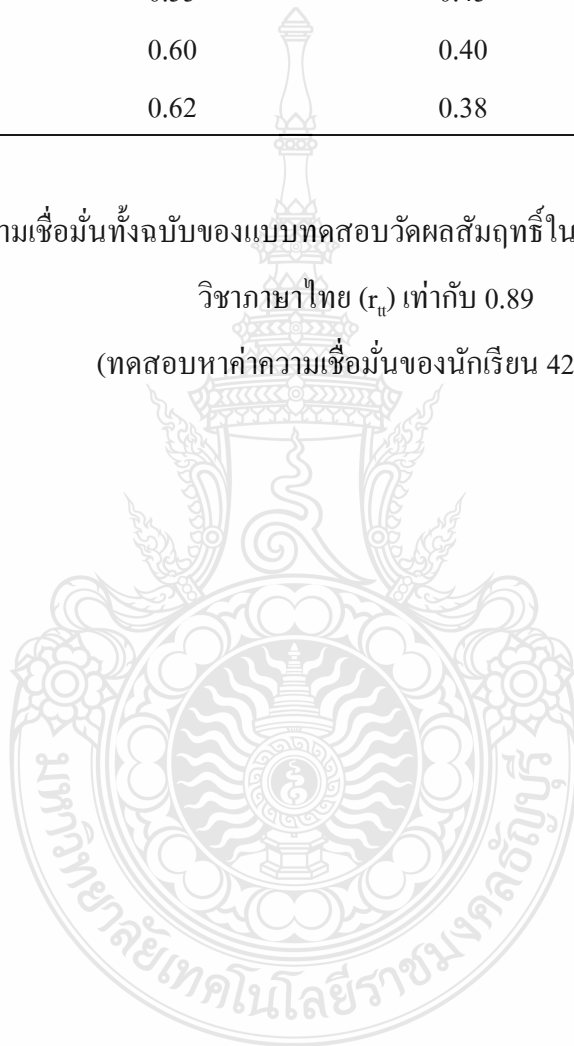 0.60 0.40
0.62 0.38
ามเชื่อมั่นทั้งฉบับของแบบทดสอบวัดผลสัมฤทธิ์ใน
วิชาภาษาไทย (rtt) เท่ากับ 0.89
(ทดสอบหาค่าความเชื่อมั่นของนักเรียน 42
มหาวิทยาลัยเทคโนโลยีราชมงคลธัญบุรี